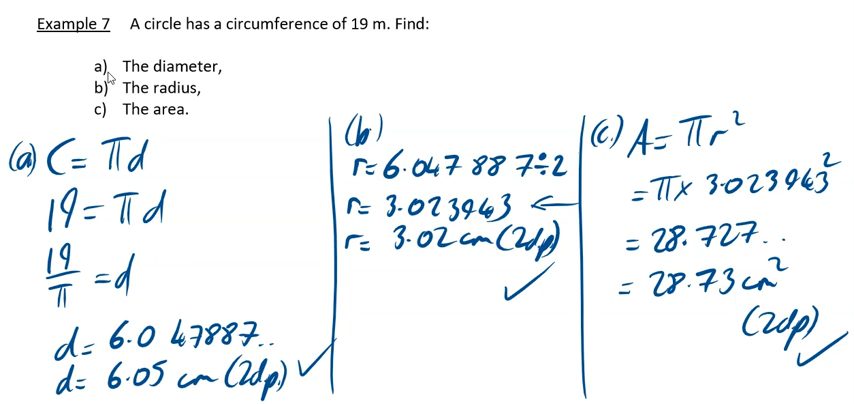 Example 7 A circle has a circumference of 19 m. Find:
a) The diameter,
b) The radius,
c) The area.
(a) C = πd
19 = πd
19/π = d
d = 6.047887..
d = 6.05 cm (2dp) ✓
(b)
r = 6.047887 ÷ 2
r = 3.023943 ←
r = 3.02 cm (2dp)
✓
(c) A = πr²
= π × 3.023943²
= 28.727..
= 28.73 cm²
(2dp) ✓